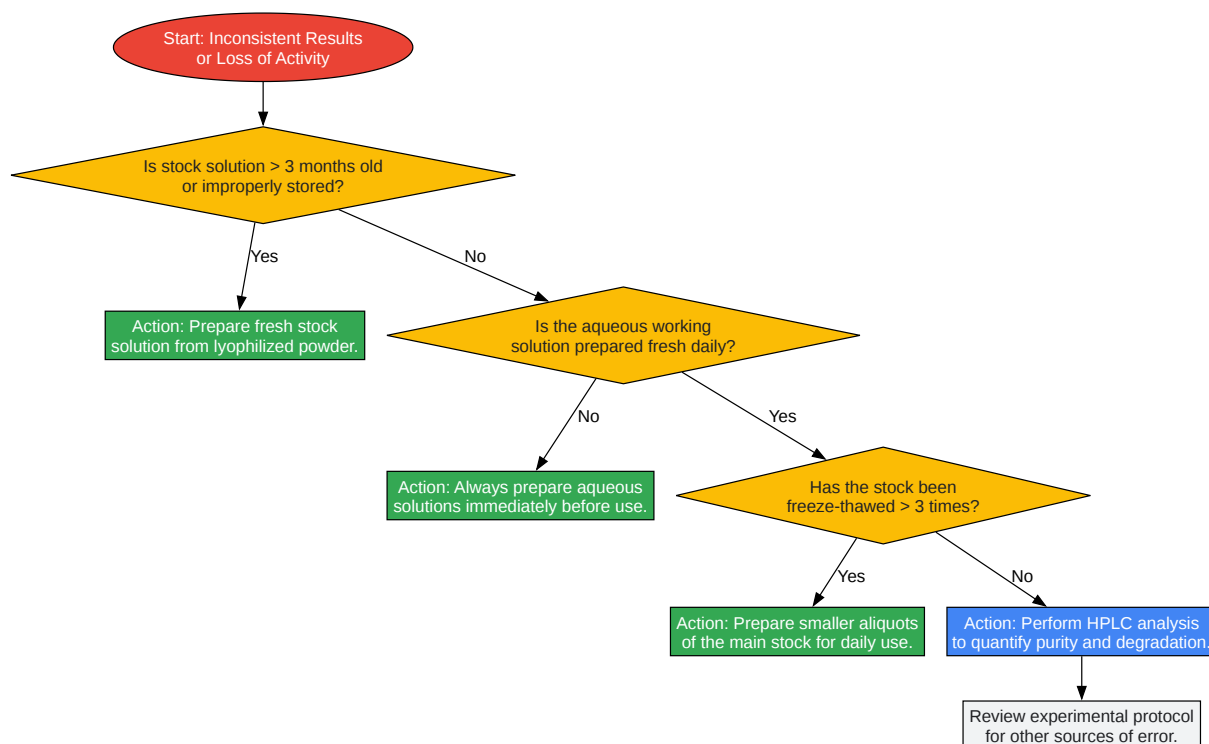 Start: Inconsistent Results
or Loss of Activity
Is stock solution > 3 months old
or improperly stored?
Yes
No
Action: Prepare fresh stock
solution from lyophilized powder.
Is the aqueous working
solution prepared fresh daily?
No
Yes
Action: Always prepare aqueous
solutions immediately before use.
Has the stock been
freeze-thawed > 3 times?
Yes
No
Action: Prepare smaller aliquots
of the main stock for daily use.
Action: Perform HPLC analysis
to quantify purity and degradation.
Review experimental protocol
for other sources of error.